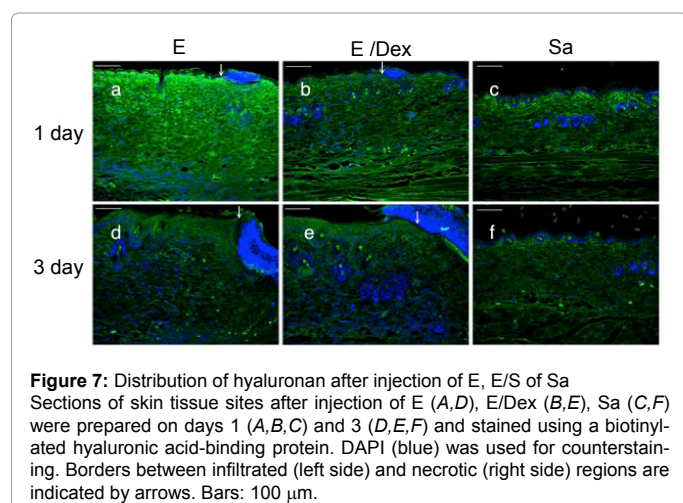 E E /Dex Sa
1 day
a b c
3 day
d e f
Figure 7: Distribution of hyaluronan after injection of E, E/S of Sa
Sections of skin tissue sites after injection of E (A,D), E/Dex (B,E), Sa (C,F)
were prepared on days 1 (A,B,C) and 3 (D,E,F) and stained using a biotinyl-
ated hyaluronic acid-binding protein. DAPI (blue) was used for counterstain-
ing. Borders between infiltrated (left side) and necrotic (right side) regions are
indicated by arrows. Bars: 100 μm.